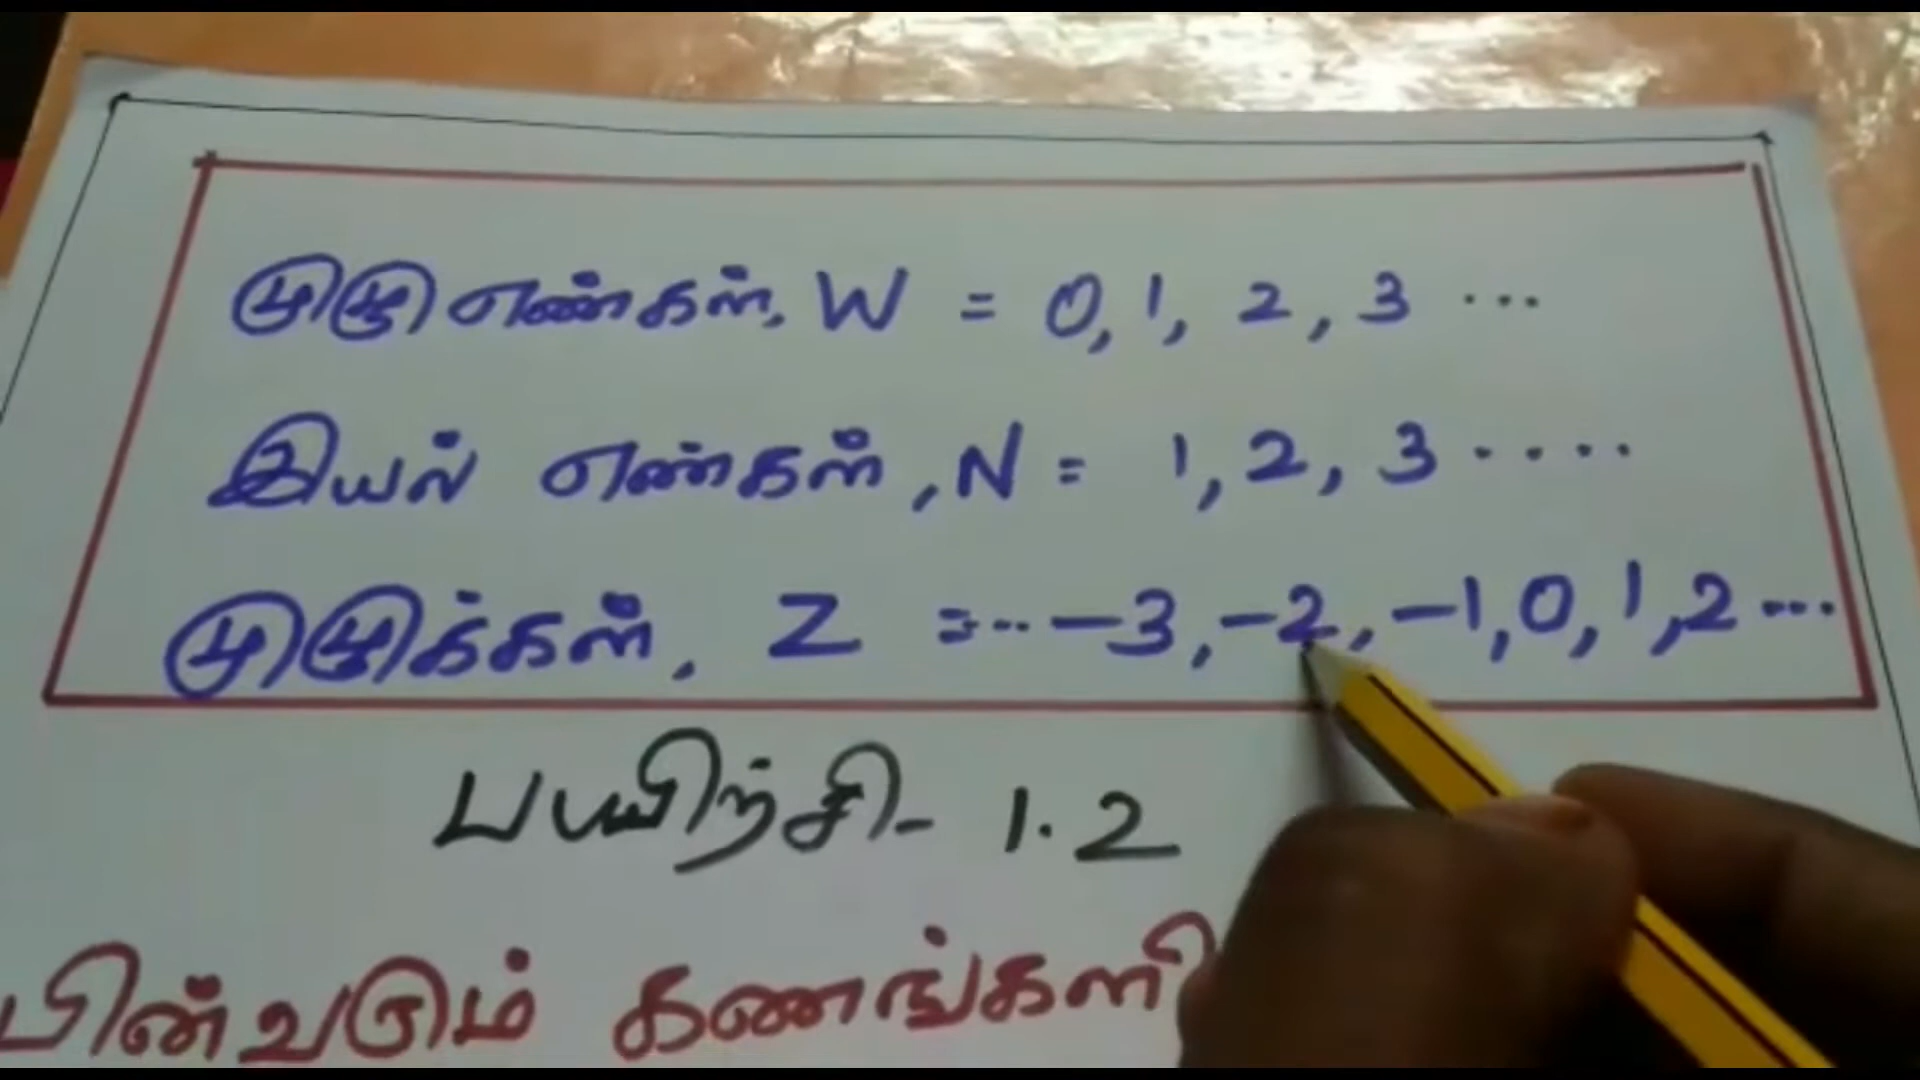 முழு எண்கள், W = 0, 1, 2, 3 ...
இயல் எண்கள், N = 1, 2, 3 ....
முழுக்கள், Z = ... -3, -2, -1, 0, 1, 2 ...
பயிற்சி- 1.2
பின்வரும் கணங்களி